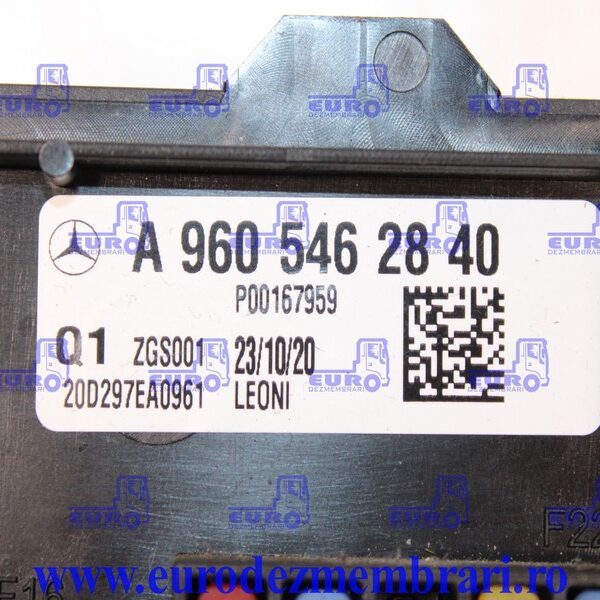 A 960 546 28 40
P00167959
Q1 ZGS001 23/10/20
20D297EA0961 LEONI
EURO
DEZMEMBRARI
F22
F16
www.eurodezmembrari.ro